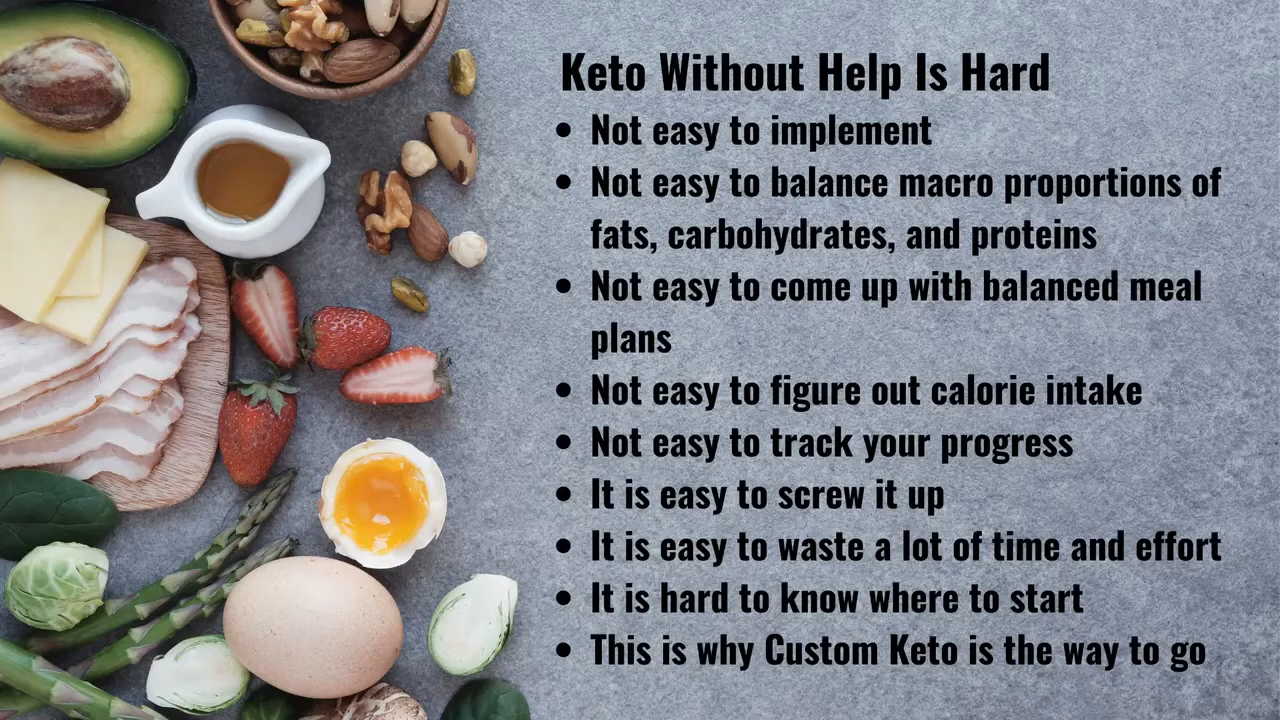 Keto Without Help Is Hard
• Not easy to implement
• Not easy to balance macro proportions of
fats, carbohydrates, and proteins
• Not easy to come up with balanced meal
plans
• Not easy to figure out calorie intake
• Not easy to track your progress
• It is easy to screw it up
• It is easy to waste a lot of time and effort
• It is hard to know where to start
• This is why Custom Keto is the way to go